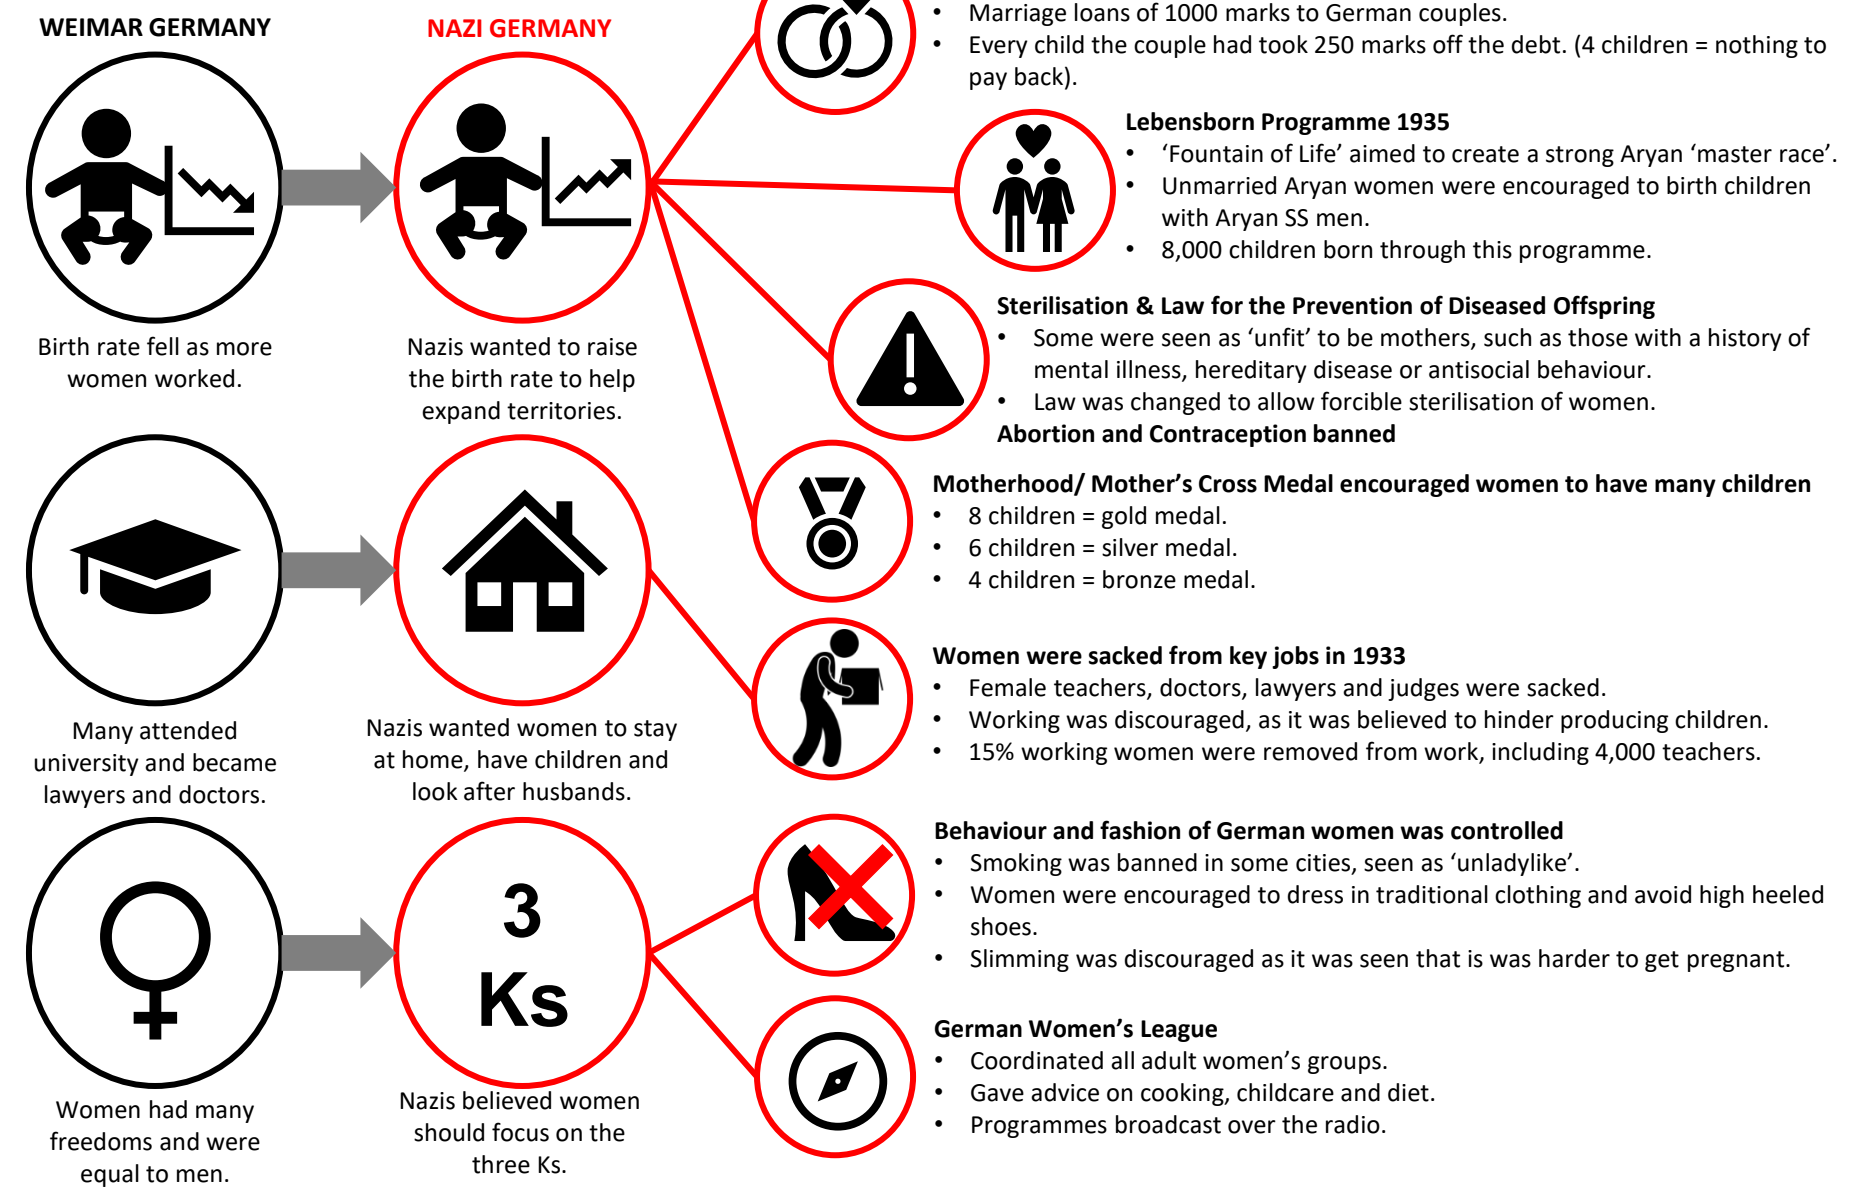 WEIMAR GERMANY
Birth rate fell as more
women worked.
Many attended
university and became
lawyers and doctors.
Women had many
freedoms and were
equal to men.
NAZI GERMANY
Nazis wanted to raise
the birth rate to help
expand territories.
Nazis wanted women to stay
at home, have children and
look after husbands.
3
Ks
Nazis believed women
should focus on the
three Ks.
• Marriage loans of 1000 marks to German couples.
• Every child the couple had took 250 marks off the debt. (4 children = nothing to
pay back).
Lebensborn Programme 1935
• ‘Fountain of Life’ aimed to create a strong Aryan ‘master race’.
• Unmarried Aryan women were encouraged to birth children
with Aryan SS men.
• 8,000 children born through this programme.
Sterilisation & Law for the Prevention of Diseased Offspring
• Some were seen as ‘unfit’ to be mothers, such as those with a history of
mental illness, hereditary disease or antisocial behaviour.
• Law was changed to allow forcible sterilisation of women.
Abortion and Contraception banned
Motherhood/ Mother’s Cross Medal encouraged women to have many children
• 8 children = gold medal.
• 6 children = silver medal.
• 4 children = bronze medal.
Women were sacked from key jobs in 1933
• Female teachers, doctors, lawyers and judges were sacked.
• Working was discouraged, as it was believed to hinder producing children.
• 15% working women were removed from work, including 4,000 teachers.
Behaviour and fashion of German women was controlled
• Smoking was banned in some cities, seen as ‘unladylike’.
• Women were encouraged to dress in traditional clothing and avoid high heeled
shoes.
• Slimming was discouraged as it was seen that is was harder to get pregnant.
German Women’s League
• Coordinated all adult women’s groups.
• Gave advice on cooking, childcare and diet.
• Programmes broadcast over the radio.